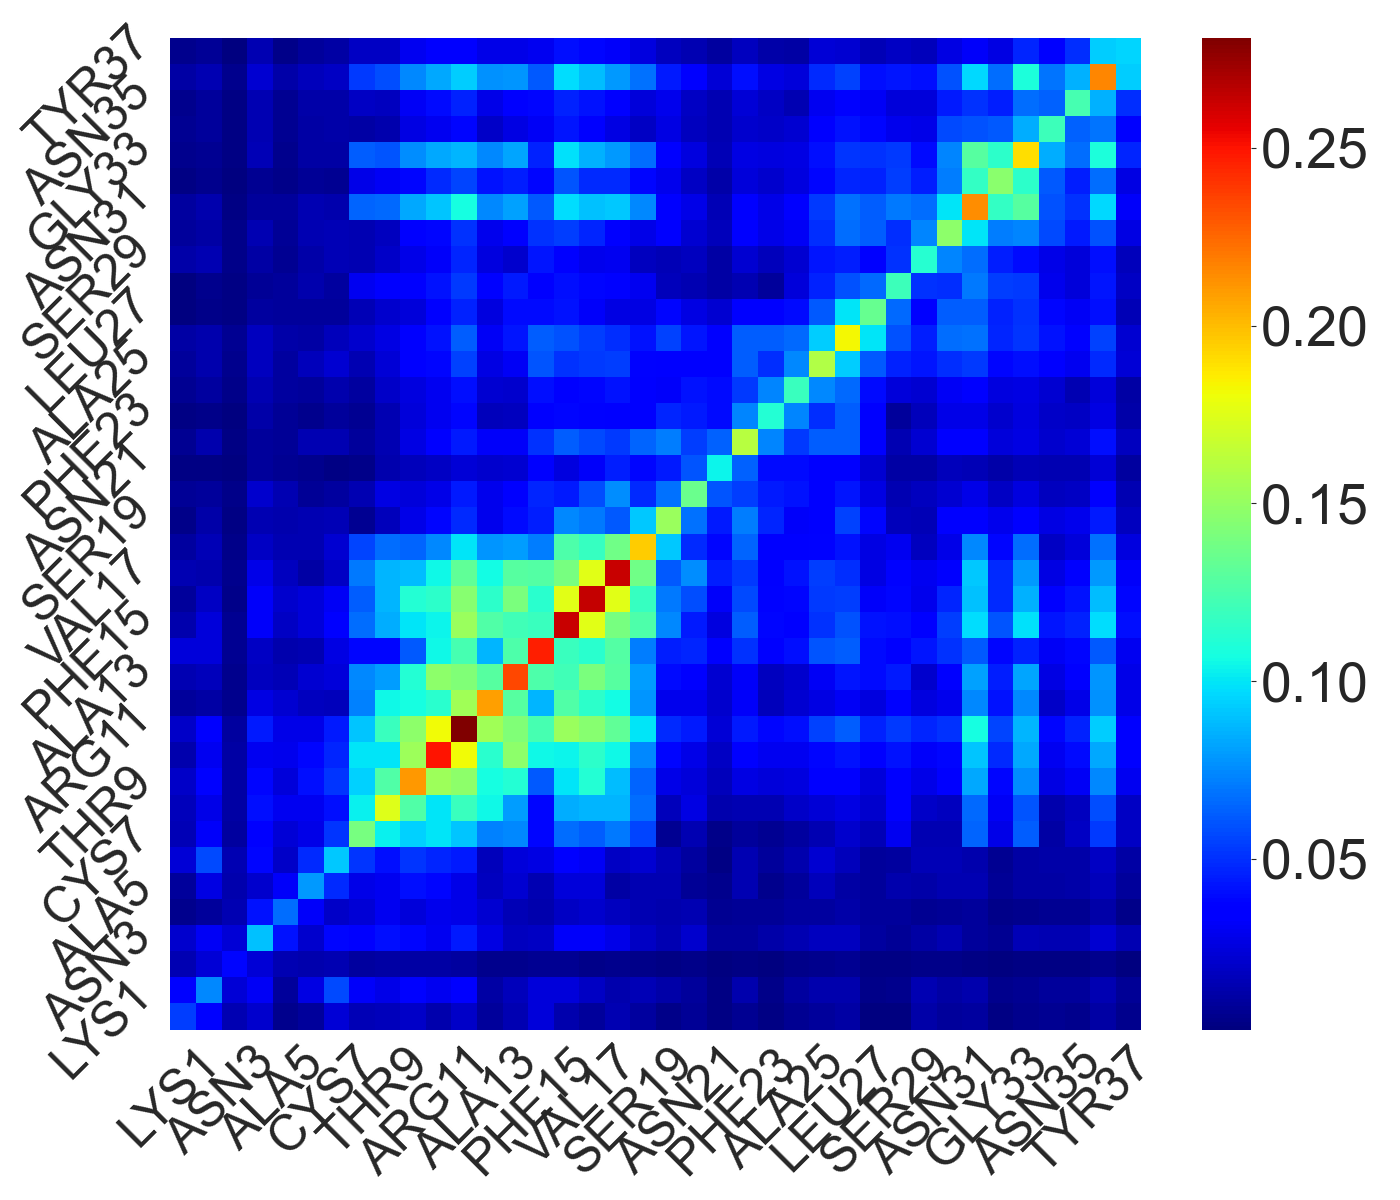 TYR37
ASN35
GLY33
ASN31
SER29
LEU27
ALA25
PHE23
ASN21
SER19
VAL17
PHE15
ALA13
ARG11
THR9
CYS7
ALA5
ASN3
LYS1
LYS1
ASN3
ALA5
CYS7
THR9
ARG11
ALA13
PHE15
VAL17
SER19
ASN21
PHE23
ALA25
LEU27
SER29
ASN31
GLY33
ASN35
TYR37
0.25
0.20
0.15
0.10
0.05